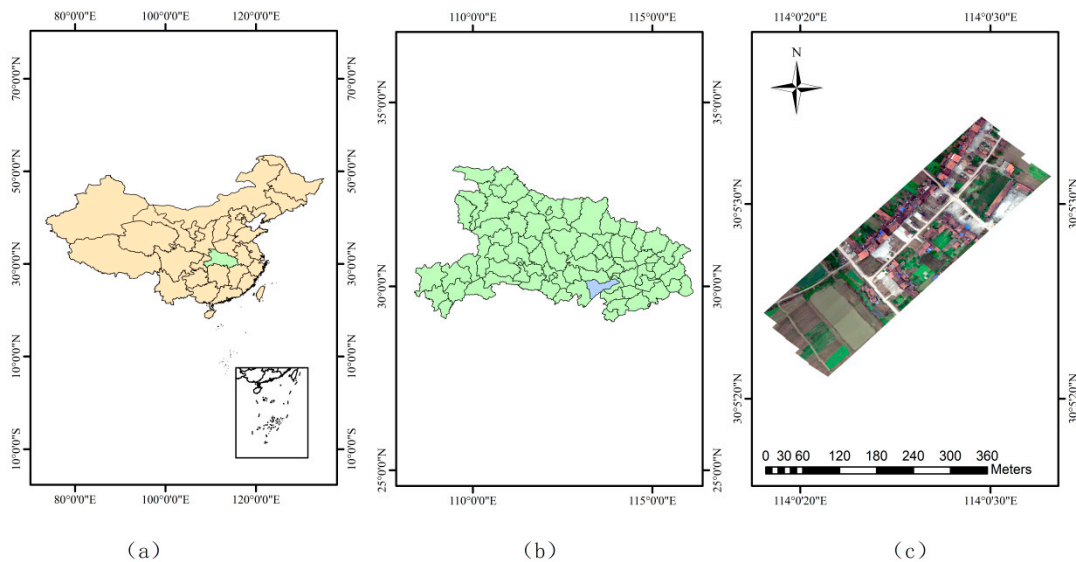 80°0'0"E 100°0'0"E 120°0'0"E
110°0'0"E 115°0'0"E
114°0'20"E 114°0'30"E
70°0'0"N 70°0'0"N
50°0'0"N 50°0'0"N
30°0'0"N 30°0'0"N
10°0'0"N 10°0'0"N
10°0'0"S 10°0'0"S
80°0'0"E 100°0'0"E 120°0'0"E
35°0'0"N 35°0'0"N
30°0'0"N 30°0'0"N
25°0'0"N 25°0'0"N
110°0'0"E 115°0'0"E
N
30°5'30"N 30°5'30"N
30°5'20"N 30°5'20"N
0 30 60 120 180 240 300 360
Meters
114°0'20"E 114°0'30"E
(a) (b) (c)